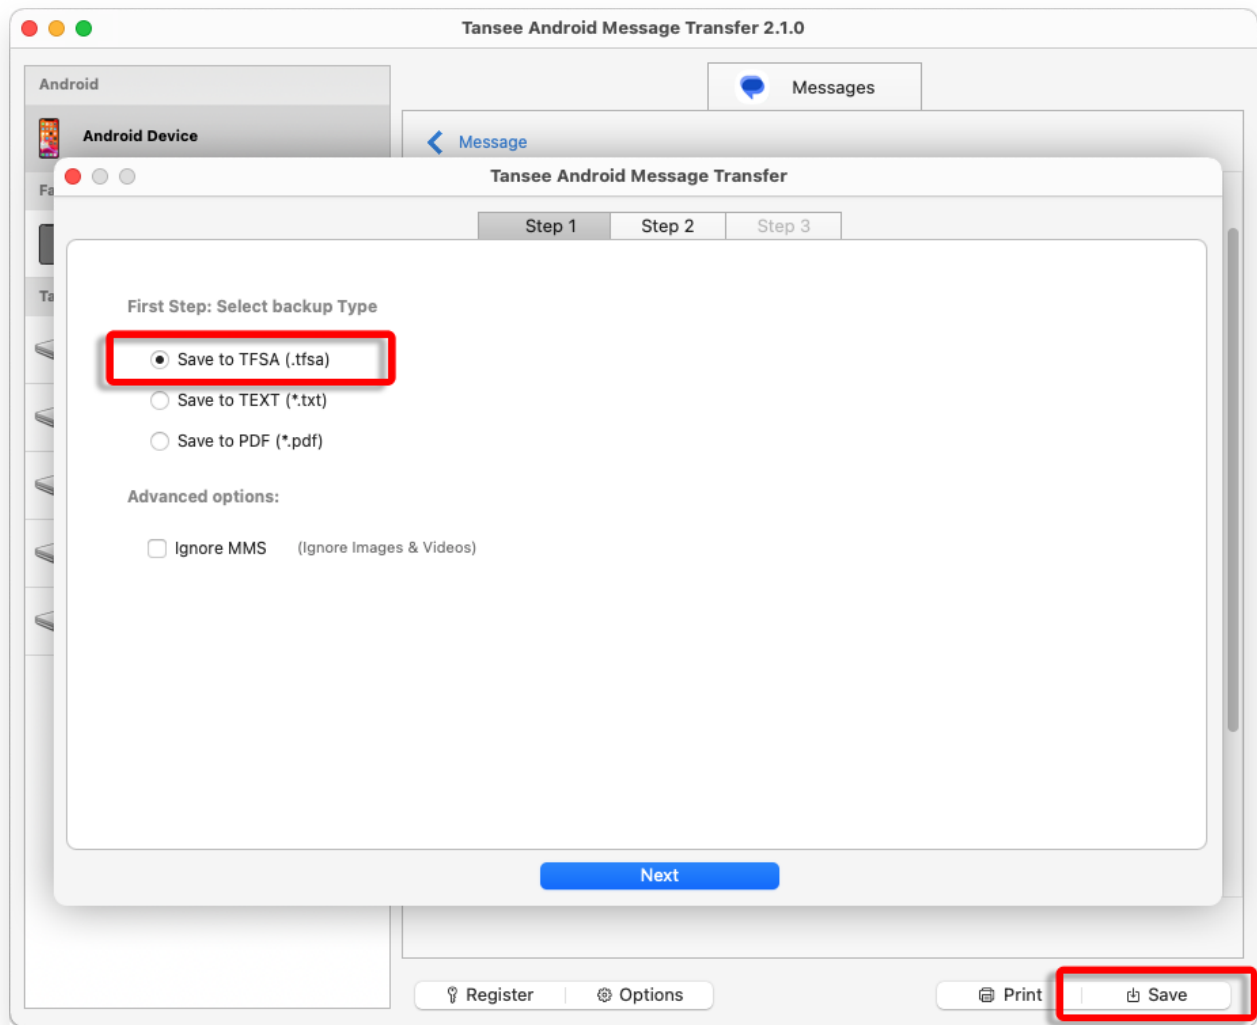 Tansee Android Message Transfer 2.1.0
Android
Messages
Android Device
Message
Fa
Tansee Android Message Transfer
Step 1 Step 2 Step 3
First Step: Select backup Type
Ta
Save to TFSA (.tfsa)
Save to TEXT (*.txt)
Save to PDF (*.pdf)
Advanced options:
Ignore MMS (Ignore Images & Videos)
Next
Register Options Print Save